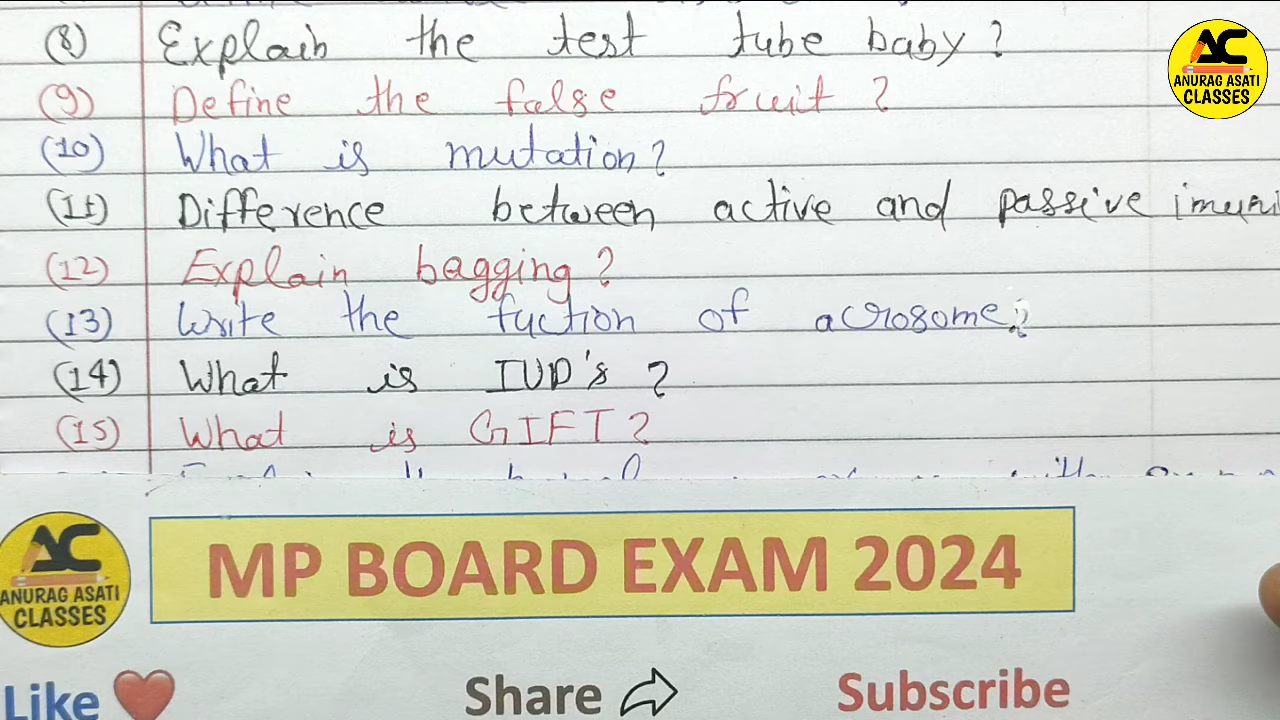 (8) Explain the test tube baby?
AC
ANURAG ASATI
CLASSES
(9) Define the false fruit?
(10) What is mutation?
(11) Difference between active and passive
(12) Explain bagging?
(13) Write the fuction of acrosome?
(14) What is IUD's?
(15) What is GIFT?
AC
ANURAG ASATI
CLASSES
MP BOARD EXAM 2024
Like Share Subscribe